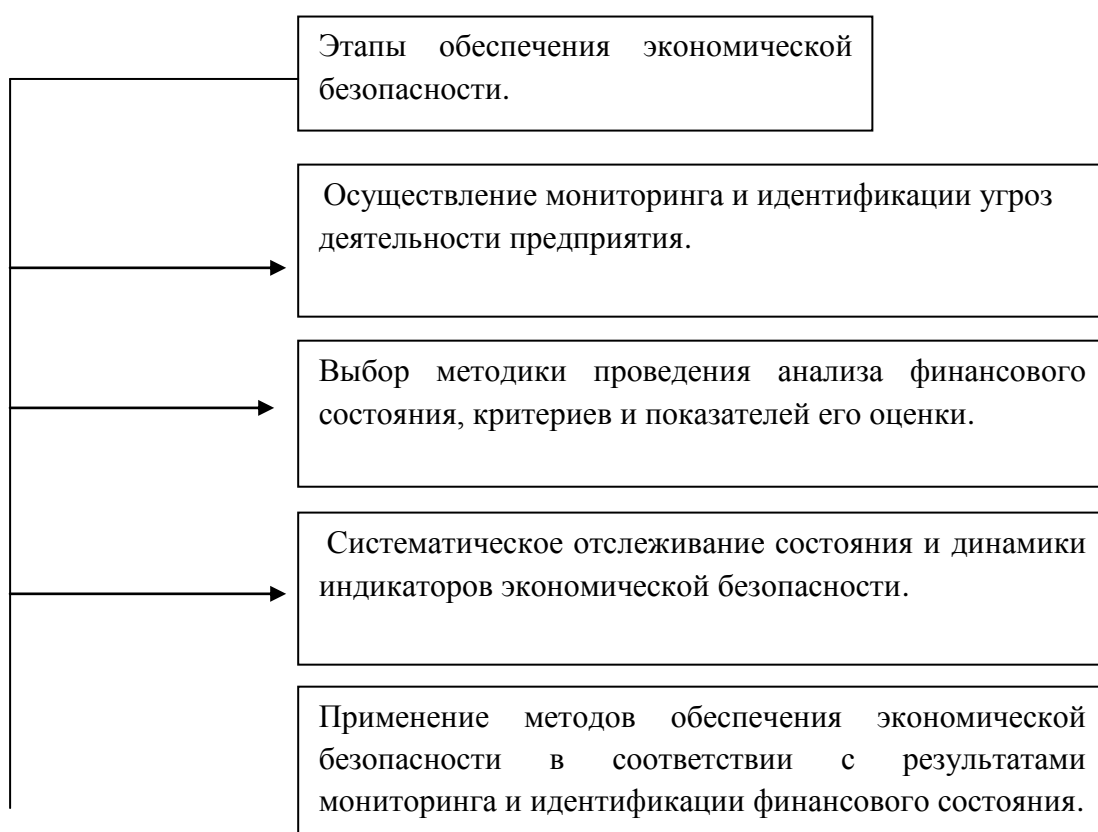 Этапы обеспечения экономической
безопасности.
Осуществление мониторинга и идентификации угроз
деятельности предприятия.
Выбор методики проведения анализа финансового
состояния, критериев и показателей его оценки.
Систематическое отслеживание состояния и динамики
индикаторов экономической безопасности.
Применение методов обеспечения экономической
безопасности в соответствии с результатами
мониторинга и идентификации финансового состояния.